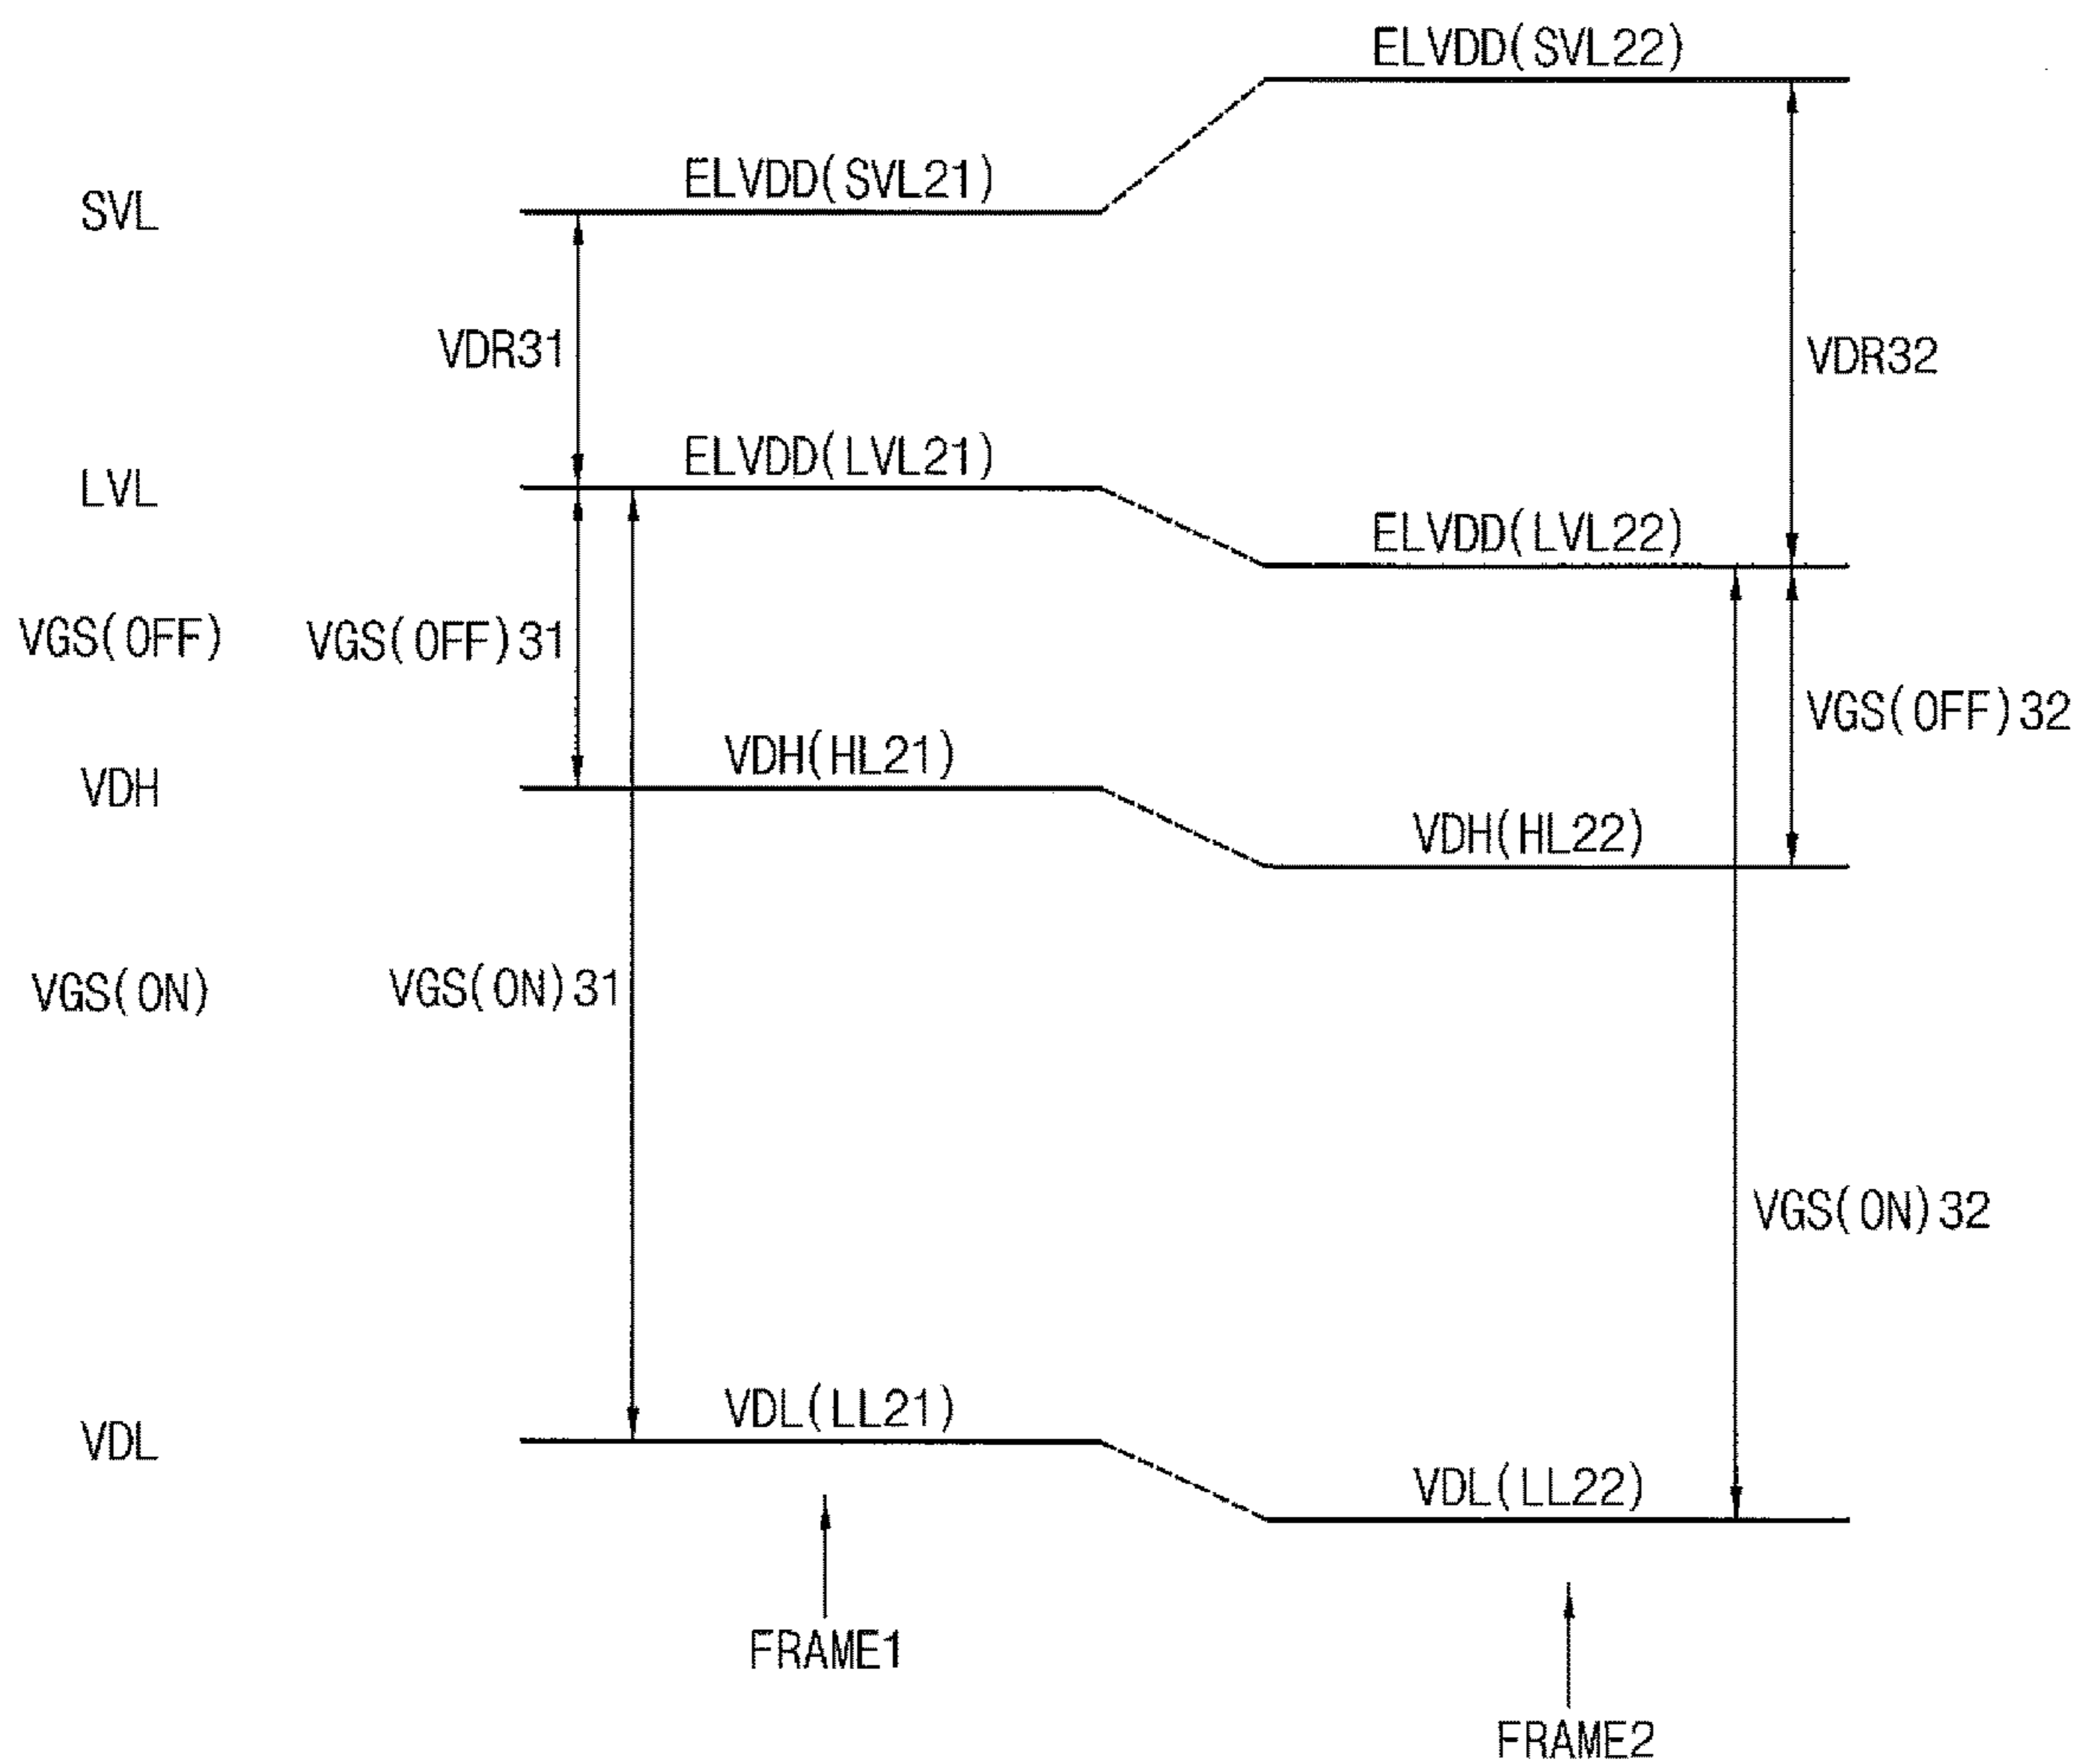 ELVDD(SVL22)
ELVDD(SVL21)
SVL
VDR31
VDR32
ELVDD(LVL21)
LVL
ELVDD(LVL22)
VGS(OFF)
VGS(OFF)31
VGS(OFF)32
VDH(HL21)
VDH
VDH(HL22)
VGS(ON)
VGS(ON)31
VGS(ON)32
VDL(LL21)
VDL
VDL(LL22)
FRAME1
FRAME2